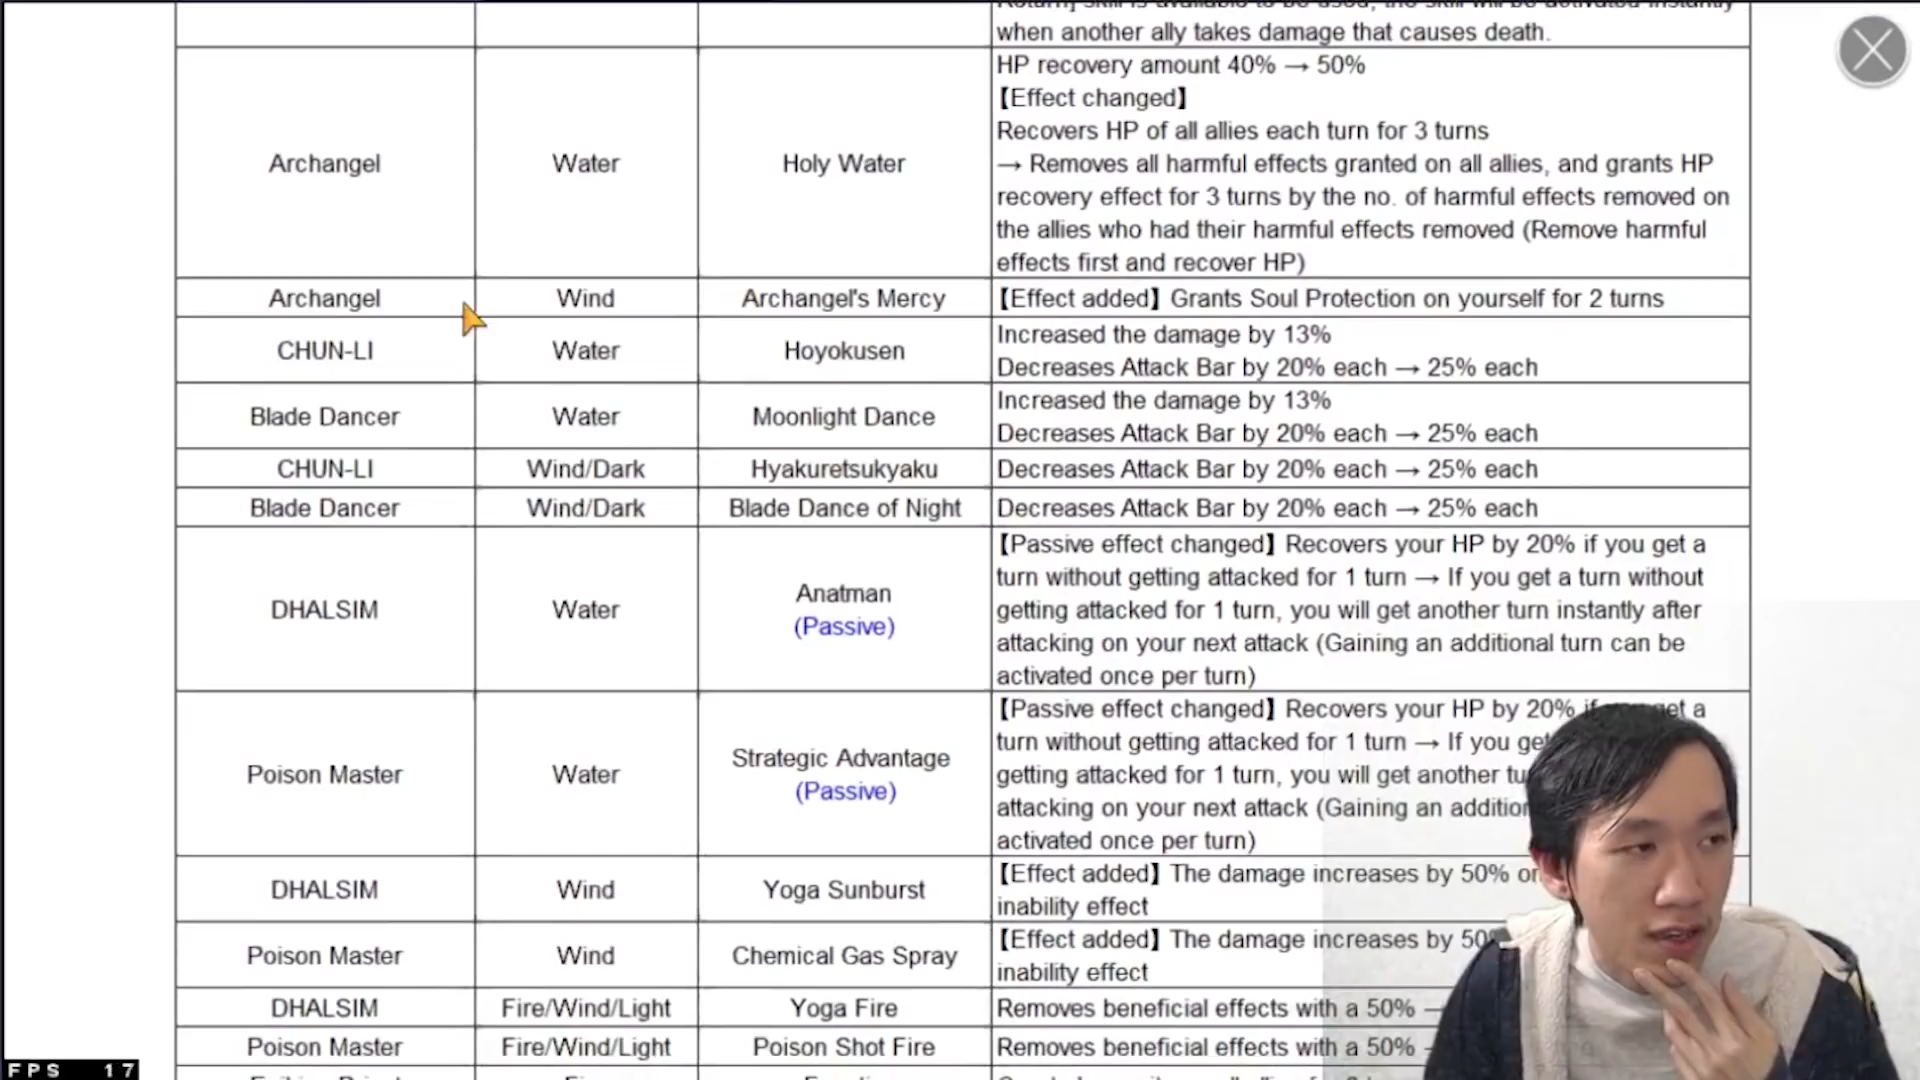 when another ally takes damage that causes death.
Archangel
Water
Holy Water
HP recovery amount 40% → 50%
【Effect changed】
Recovers HP of all allies each turn for 3 turns
→ Removes all harmful effects granted on all allies, and grants HP
recovery effect for 3 turns by the no. of harmful effects removed on
the allies who had their harmful effects removed (Remove harmful
effects first and recover HP)
Archangel
Wind
Archangel's Mercy
【Effect added】 Grants Soul Protection on yourself for 2 turns
CHUN-LI
Water
Hoyokusen
Increased the damage by 13%
Decreases Attack Bar by 20% each → 25% each
Blade Dancer
Water
Moonlight Dance
Increased the damage by 13%
Decreases Attack Bar by 20% each → 25% each
CHUN-LI
Wind/Dark
Hyakuretsukyaku
Decreases Attack Bar by 20% each → 25% each
Blade Dancer
Wind/Dark
Blade Dance of Night
Decreases Attack Bar by 20% each → 25% each
DHALSIM
Water
Anatman
(Passive)
【Passive effect changed】 Recovers your HP by 20% if you get a
turn without getting attacked for 1 turn → If you get a turn without
getting attacked for 1 turn, you will get another turn instantly after
attacking on your next attack (Gaining an additional turn can be
activated once per turn)
Poison Master
Water
Strategic Advantage
(Passive)
【Passive effect changed】 Recovers your HP by 20% get a
turn without getting attacked for 1 turn → If you get
getting attacked for 1 turn, you will get another
attacking on your next attack (Gaining an
activated once per turn)
DHALSIM
Wind
Yoga Sunburst
【Effect added】 The damage increases by 50%
inability effect
Poison Master
Wind
Chemical Gas Spray
【Effect added】 The damage increases by
inability effect
DHALSIM
Fire/Wind/Light
Yoga Fire
Removes beneficial effects with a 50%
Poison Master
Fire/Wind/Light
Poison Shot Fire
Removes beneficial effects with a 50%
FPS 17